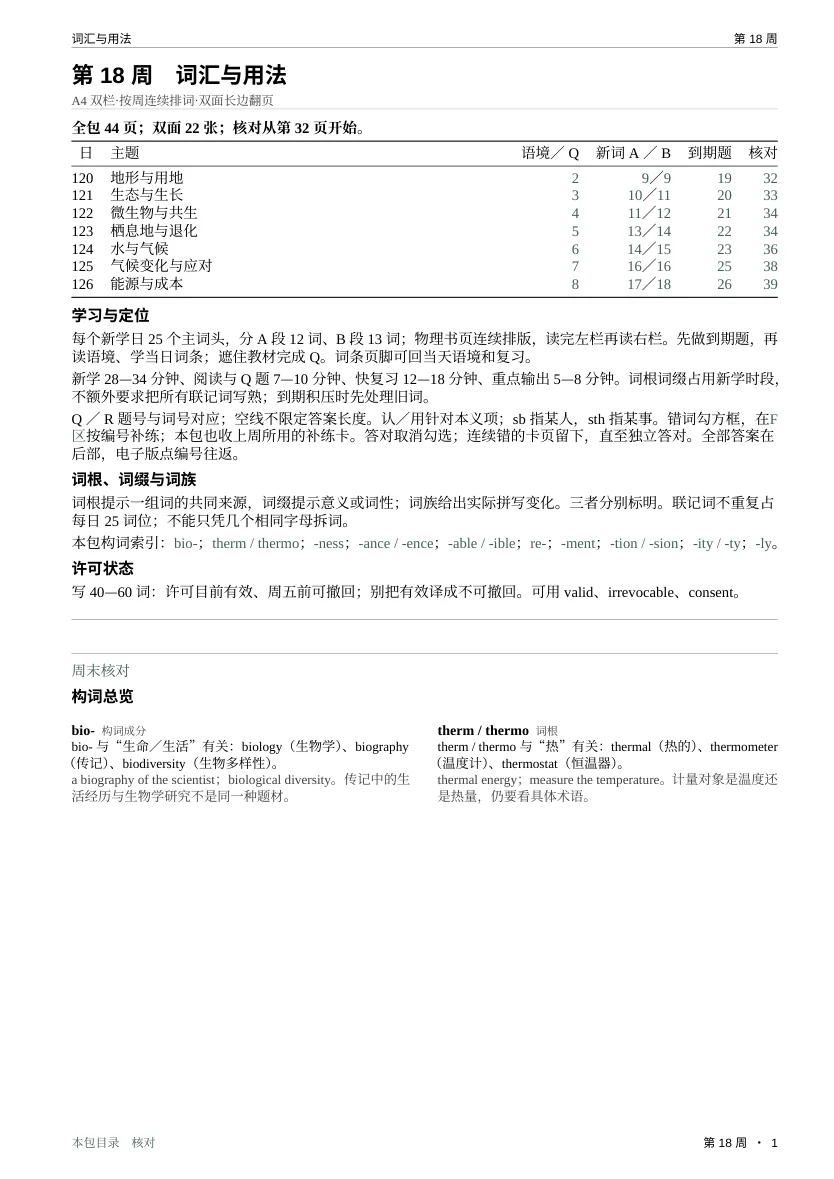 词汇与用法 第 18 周
第 18 周 词汇与用法
A4 双栏·按周连续排词·双面长边翻页
全包 44 页；双面 22 张；核对从第 32 页开始。
日 主题 语境／ Q 新词 A ／ B 到期题 核对
120 地形与用地 2 9／9 19 32
121 生态与生长 3 10／11 20 33
122 微生物与共生 4 11／12 21 34
123 栖息地与退化 5 13／14 22 34
124 水与气候 6 14／15 23 36
125 气候变化与应对 7 16／16 25 38
126 能源与成本 8 17／18 26 39
学习与定位
每个新学日 25 个主词头，分 A 段 12 词、B 段 13 词；物理书页连续排版，读完左栏再读右栏。先做到期题，再
读语境、学当日词条；遮住教材完成 Q。词条页脚可回当天语境和复习。
新学 28—34 分钟、阅读与 Q 题 7—10 分钟、快复习 12—18 分钟、重点输出 5—8 分钟。词根词缀占用新学时段，
不额外要求把所有联记词写熟；到期积压时先处理旧词。
Q ／ R 题号与词号对应；空线不限定答案长度。认／用针对本义项；sb 指某人，sth 指某事。错词勾方框，在F
区按编号补练；本包也收上周所用的补练卡。答对取消勾选；连续错的卡页留下，直至独立答对。全部答案在
后部，电子版点编号往返。
词根、词缀与词族
词根提示一组词的共同来源，词缀提示意义或词性；词族给出实际拼写变化。三者分别标明。联记词不重复占
每日 25 词位；不能只凭几个相同字母拆词。
本包构词索引：bio-；therm / thermo；-ness；-ance / -ence；-able / -ible；re-；-ment；-tion / -sion；-ity / -ty；-ly。
许可状态
写 40—60 词：许可目前有效、周五前可撤回；别把有效译成不可撤回。可用 valid、irrevocable、consent。
周末核对
构词总览
bio- 构词成分
bio- 与“生命／生活”有关：biology（生物学）、biography
（传记）、biodiversity（生物多样性）。
a biography of the scientist；biological diversity。传记中的生
活经历与生物学研究不是同一种题材。
therm / thermo 词根
therm / thermo 与“热”有关：thermal（热的）、thermometer
（温度计）、thermostat（恒温器）。
thermal energy；measure the temperature。计量对象是温度还
是热量，仍要看具体术语。
本包目录 核对 第 18 周 · 1